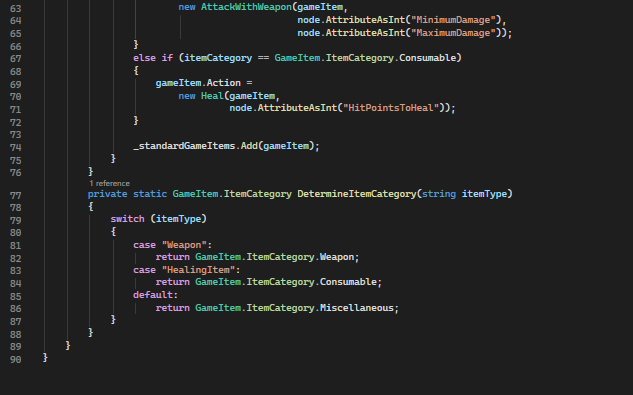 63 new AttackWithWeapon(gameItem,
64 node.AttributeAsInt("MinimumDamage"),
65 node.AttributeAsInt("MaximumDamage"));
66 }
67 else if (itemCategory == GameItem.ItemCategory.Consumable)
68 {
69 gameItem.Action =
70 new Heal(gameItem,
71 node.AttributeAsInt("HitPointsToHeal"));
72 }
73
74 _standardGameItems.Add(gameItem);
75 }
76 }
1 reference
77 private static GameItem.ItemCategory DetermineItemCategory(string itemType)
78 {
79 switch (itemType)
80 {
81 case "Weapon":
82 return GameItem.ItemCategory.Weapon;
83 case "HealingItem":
84 return GameItem.ItemCategory.Consumable;
85 default:
86 return GameItem.ItemCategory.Miscellaneous;
87 }
88 }
89 }
90 }